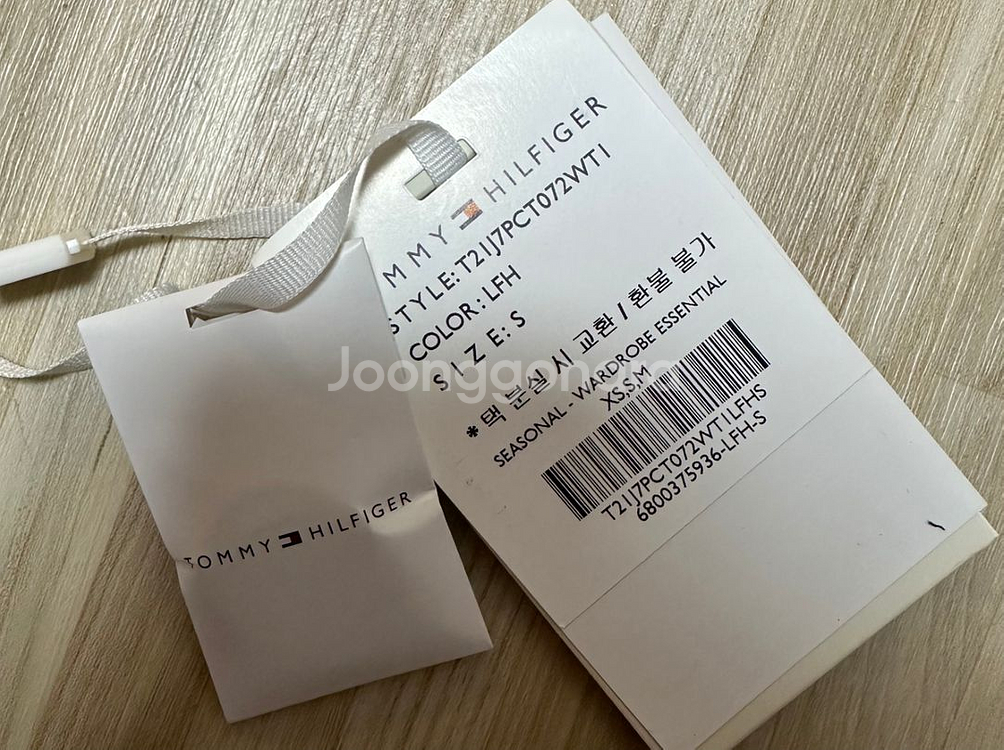 MMY HILFIGER
STYLE: T21J7PCT072WT1
COLOR: LFH
SIZE: S
* 택 분실 시 교환 / 환불 불가
SEASONAL - WARDROBE ESSENTIAL
XS,S,M
T21J7PCT072WT1LFHS
6800375936-LFH-S
TOMMY HILFIGER
Joonggonara